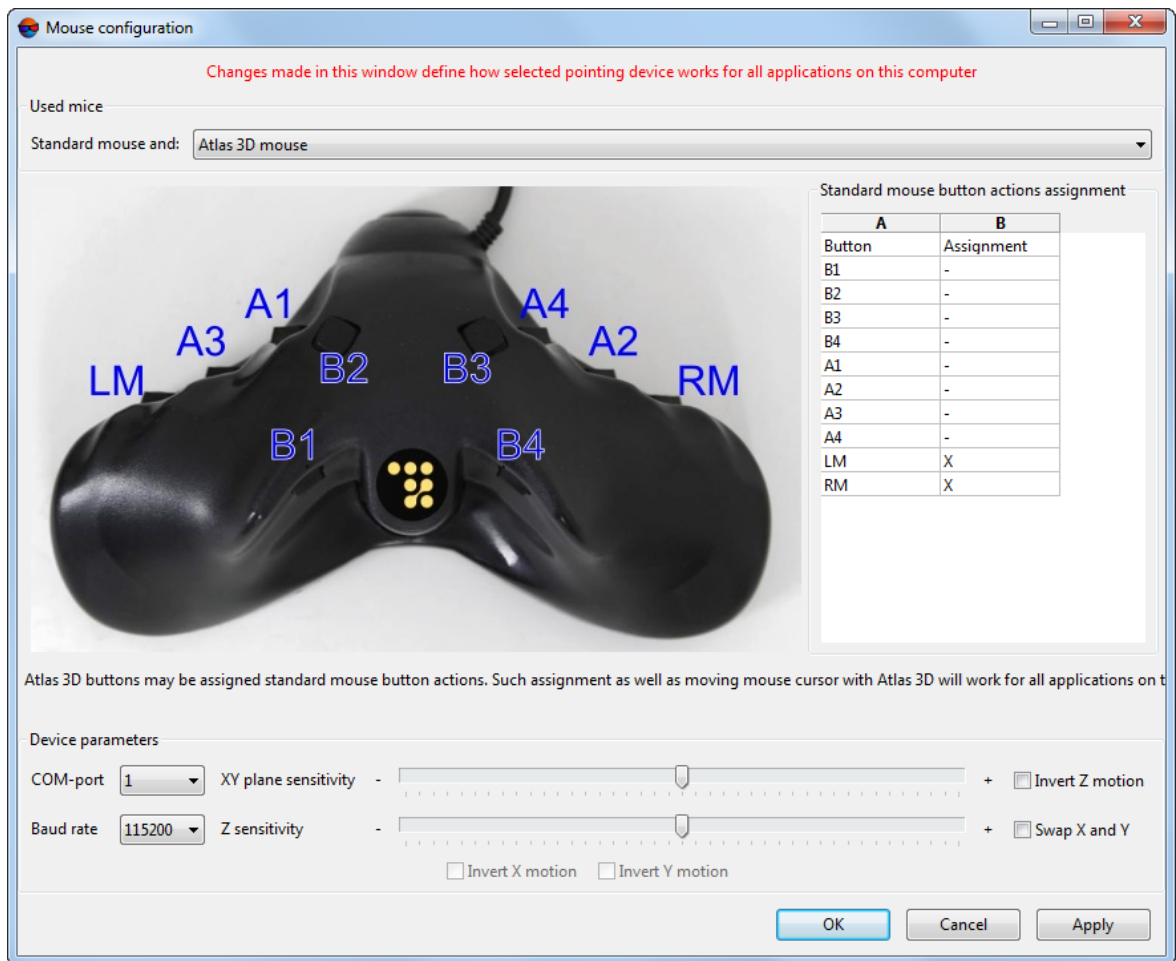 Mouse configuration
Changes made in this window define how selected pointing device works for all applications on this computer
Used mice
Standard mouse and: Atlas 3D mouse
Standard mouse button actions assignment
A B
Button Assignment
B1 -
B2 -
B3 -
B4 -
A1 -
A2 -
A3 -
A4 -
LM X
RM X
A1 A4
A3 A2
B2 B3
LM RM
B1 B4
Atlas 3D buttons may be assigned standard mouse button actions. Such assignment as well as moving mouse cursor with Atlas 3D will work for all applications on t
Device parameters
COM-port 1 XY plane sensitivity - + Invert Z motion
Baud rate 115200 Z sensitivity - + Swap X and Y
Invert X motion Invert Y motion
OK Cancel Apply